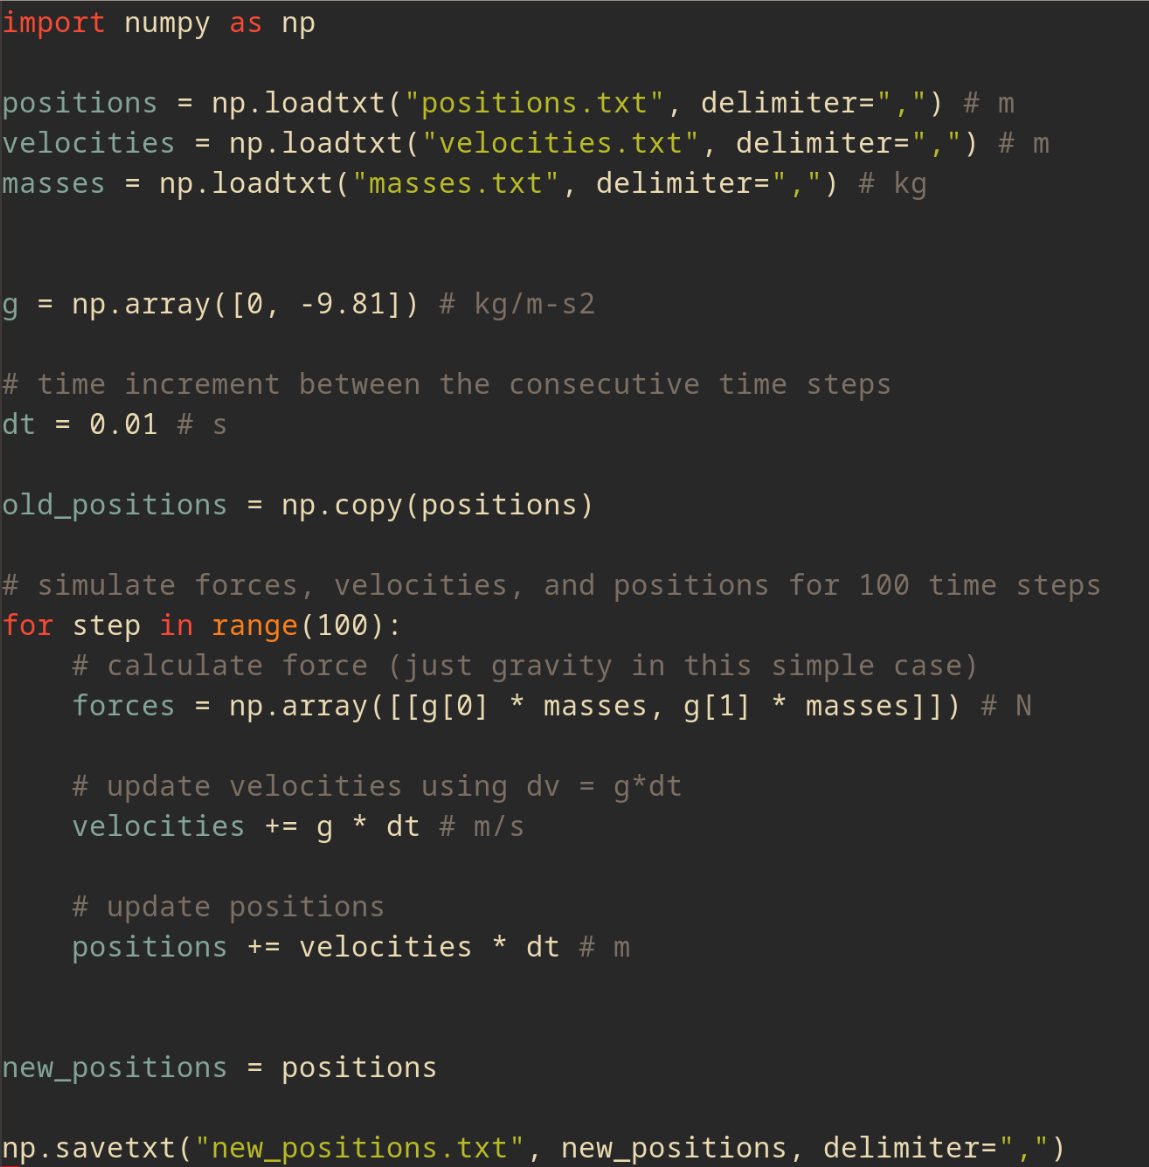 import numpy as np
positions = np.loadtxt("positions.txt", delimiter=",") # m
velocities = np.loadtxt("velocities.txt", delimiter=",") # m
masses = np.loadtxt("masses.txt", delimiter=",") # kg
g = np.array([0, -9.81]) # kg/m-s2
# time increment between the consecutive time steps
dt = 0.01 # s
old_positions = np.copy(positions)
# simulate forces, velocities, and positions for 100 time steps
for step in range(100):
    # calculate force (just gravity in this simple case)
    forces = np.array([[g[0] * masses, g[1] * masses]]) # N
    # update velocities using dv = g*dt
    velocities += g * dt # m/s
    # update positions
    positions += velocities * dt # m
new_positions = positions
np.savetxt("new_positions.txt", new_positions, delimiter=",")